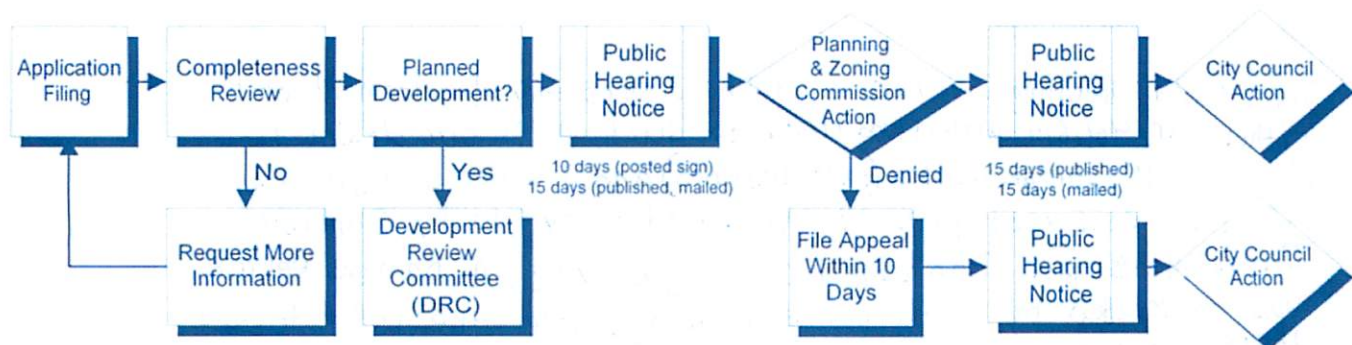 Application
Filing
Completeness
Review
Planned
Development?
Public
Hearing
Notice
Planning
& Zoning
Commission
Action
Public
Hearing
Notice
City Council
Action
No
Yes
10 days (posted sign)
15 days (published, mailed)
Denied
15 days (published)
15 days (mailed)
Request More
Information
Development
Review
Committee
(DRC)
File Appeal
Within 10
Days
Public
Hearing
Notice
City Council
Action